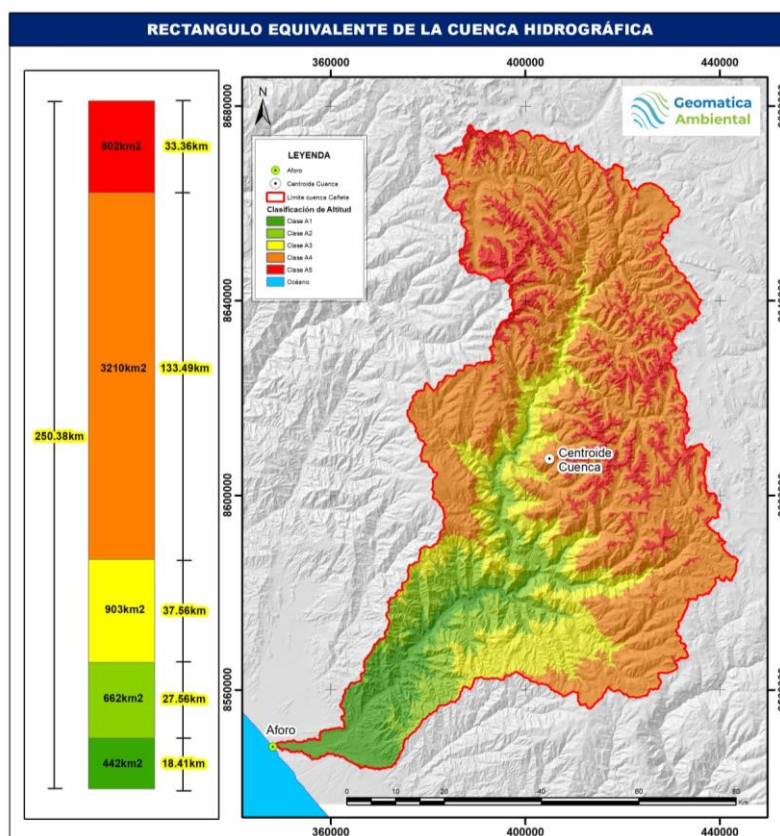 RECTANGULO EQUIVALENTE DE LA CUENCA HIDROGRÁFICA
802km2
33.36km
3210km2
133.49km
250.38km
903km2
37.56km
662km2
27.56km
442km2
18.41km
360000
400000
440000
8680000
8640000
8600000
8560000
N
Geomatica
Ambiental
LEYENDA
Aforo
Centroide Cuenca
Limite cuenca Cañete
Clasificación de Altitud
Clase A1
Clase A2
Clase A3
Clase A4
Clase A5
Océano
Centroide
Cuenca
Aforo
0
10
20
40
60
80
Km
360000
400000
440000